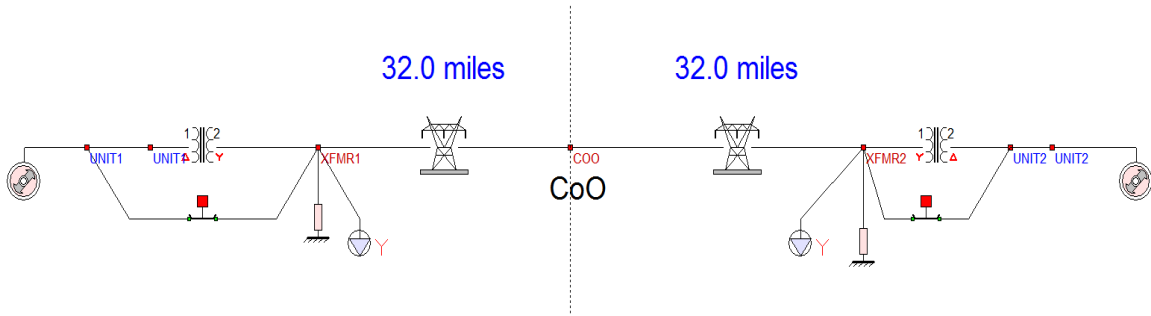 32.0 miles
32.0 miles
1 2
1 2
UNIT1
UNIT1
Y
XFMR1
COO
XFMR2
Y
UNIT2
UNIT2
CoO
Y
Y